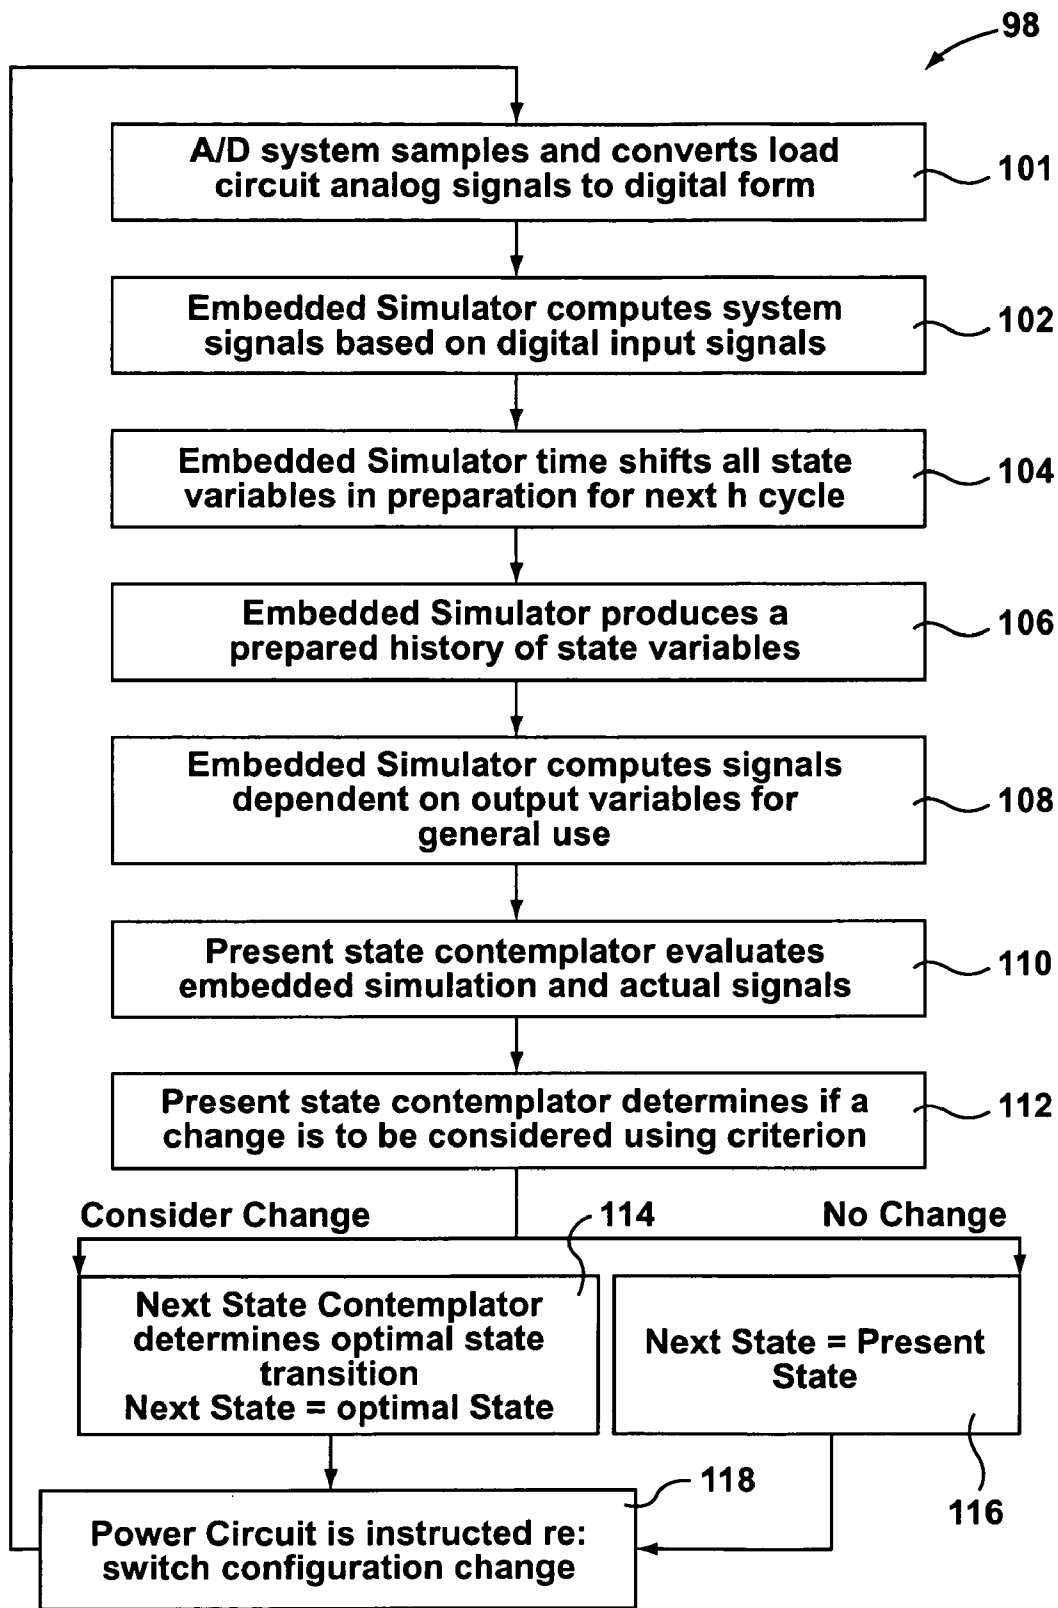 98
A/D system samples and converts load
circuit analog signals to digital form
101
Embedded Simulator computes system
signals based on digital input signals
102
Embedded Simulator time shifts all state
variables in preparation for next h cycle
104
Embedded Simulator produces a
prepared history of state variables
106
Embedded Simulator computes signals
dependent on output variables for
general use
108
Present state contemplator evaluates
embedded simulation and actual signals
110
Present state contemplator determines if a
change is to be considered using criterion
112
Consider Change
114
No Change
Next State Contemplator
determines optimal state
transition
Next State = optimal State
Next State = Present
State
116
118
Power Circuit is instructed re:
switch configuration change